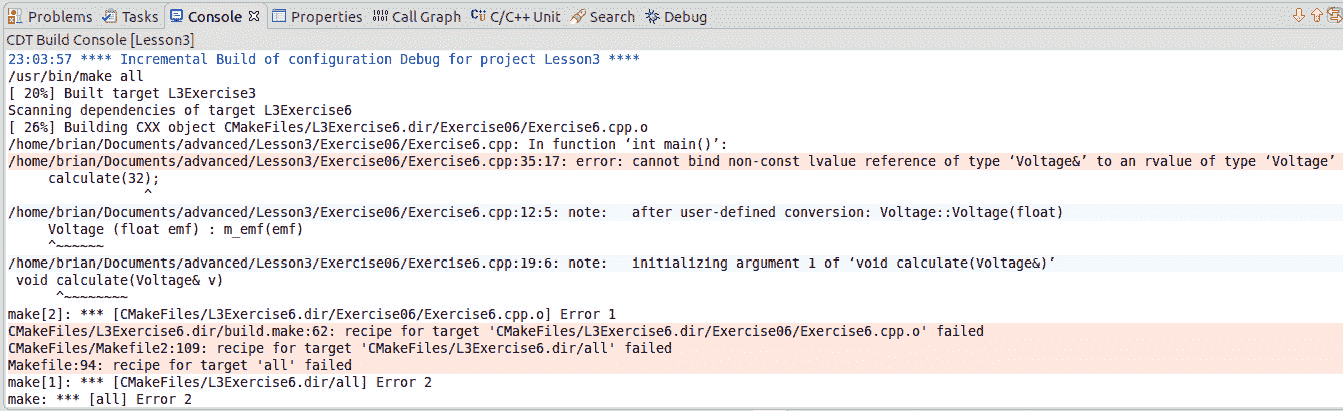 Problems Tasks Console Properties Call Graph C/C++ Unit Search Debug
CDT Build Console [Lesson3]
23:03:57 **** Incremental Build of configuration Debug for project Lesson3 ****
/usr/bin/make all
[ 20%] Built target L3Exercise3
Scanning dependencies of target L3Exercise6
[ 26%] Building CXX object CMakeFiles/L3Exercise6.dir/Exercise06/Exercise6.cpp.o
/home/brian/Documents/advanced/Lesson3/Exercise06/Exercise6.cpp: In function ‘int main()’:
/home/brian/Documents/advanced/Lesson3/Exercise06/Exercise6.cpp:35:17: error: cannot bind non-const lvalue reference of type ‘Voltage&’ to an rvalue of type ‘Voltage’
     calculate(32);
                 ^
/home/brian/Documents/advanced/Lesson3/Exercise06/Exercise6.cpp:12:5: note:   after user-defined conversion: Voltage::Voltage(float)
     Voltage (float emf) : m_emf(emf)
     ^~~~~~~
/home/brian/Documents/advanced/Lesson3/Exercise06/Exercise6.cpp:19:6: note:   initializing argument 1 of ‘void calculate(Voltage&)’
 void calculate(Voltage& v)
      ^~~~~~~~~
make[2]: *** [CMakeFiles/L3Exercise6.dir/Exercise06/Exercise6.cpp.o] Error 1
CMakeFiles/L3Exercise6.dir/build.make:62: recipe for target 'CMakeFiles/L3Exercise6.dir/Exercise06/Exercise6.cpp.o' failed
CMakeFiles/Makefile2:109: recipe for target 'CMakeFiles/L3Exercise6.dir/all' failed
Makefile:94: recipe for target 'all' failed
make[1]: *** [CMakeFiles/L3Exercise6.dir/all] Error 2
make: *** [all] Error 2